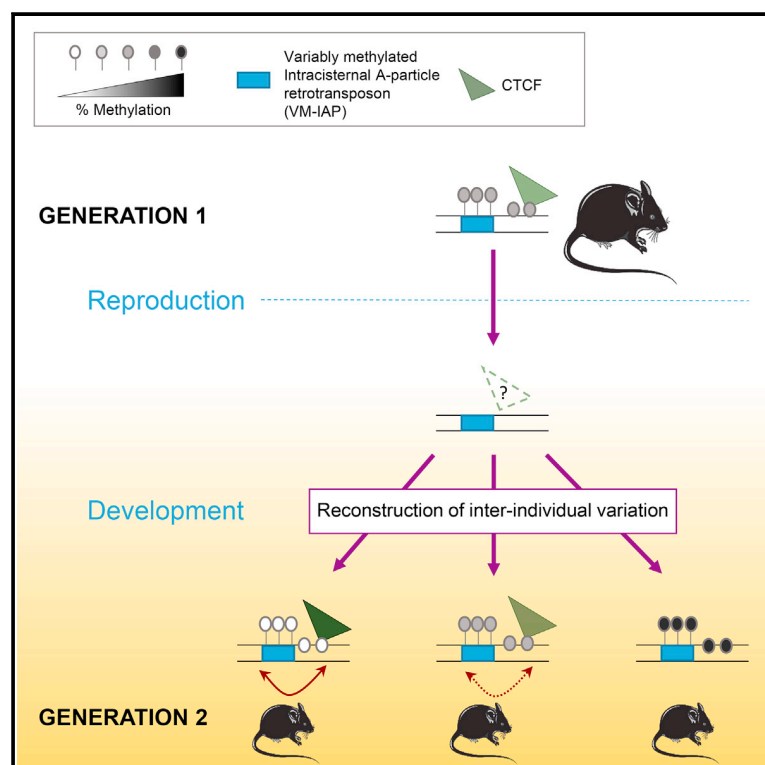 % Methylation
Variably methylated
Intracisternal A-particle
retrotransposon
(VM-IAP)
CTCF
GENERATION 1
Reproduction
?
Development
Reconstruction of inter-individual variation
GENERATION 2